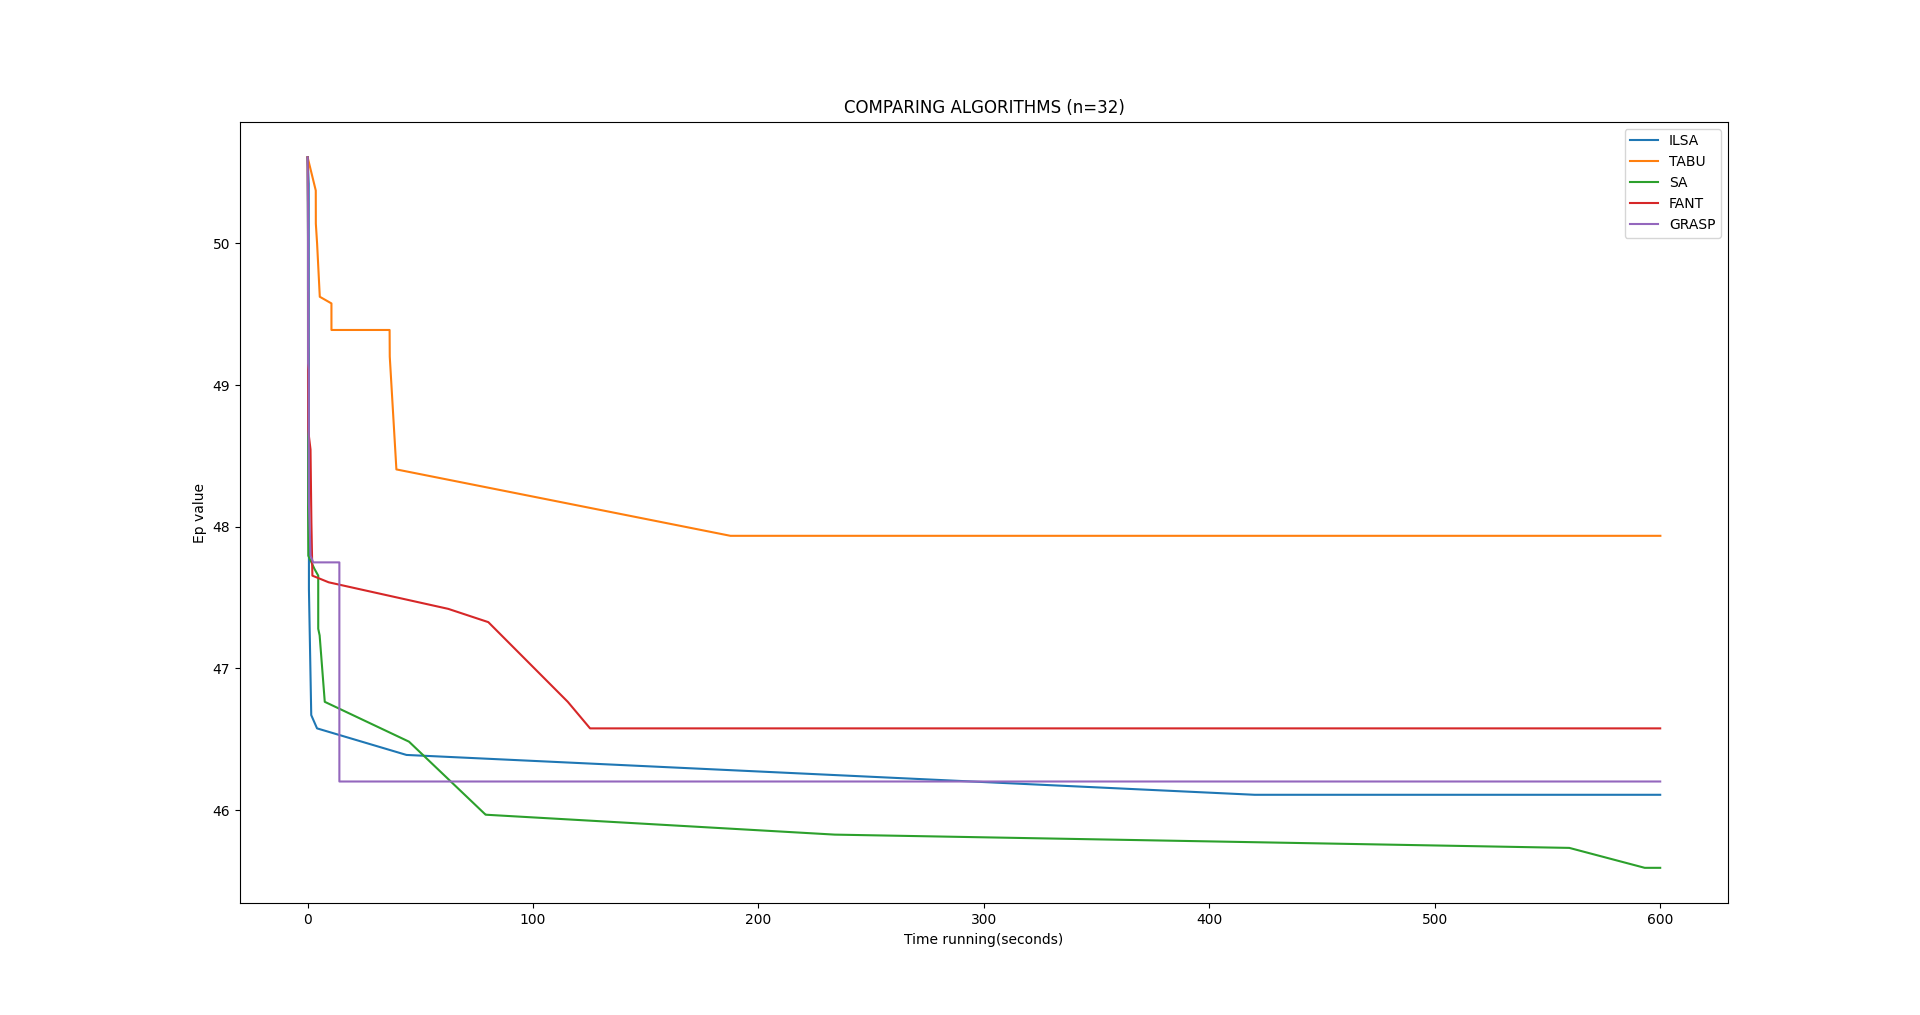 COMPARING ALGORITHMS (n=32)
ILSA
TABU
SA
FANT
GRASP
50
49
48
47
46
Ep value
0 100 200 300 400 500 600
Time running(seconds)